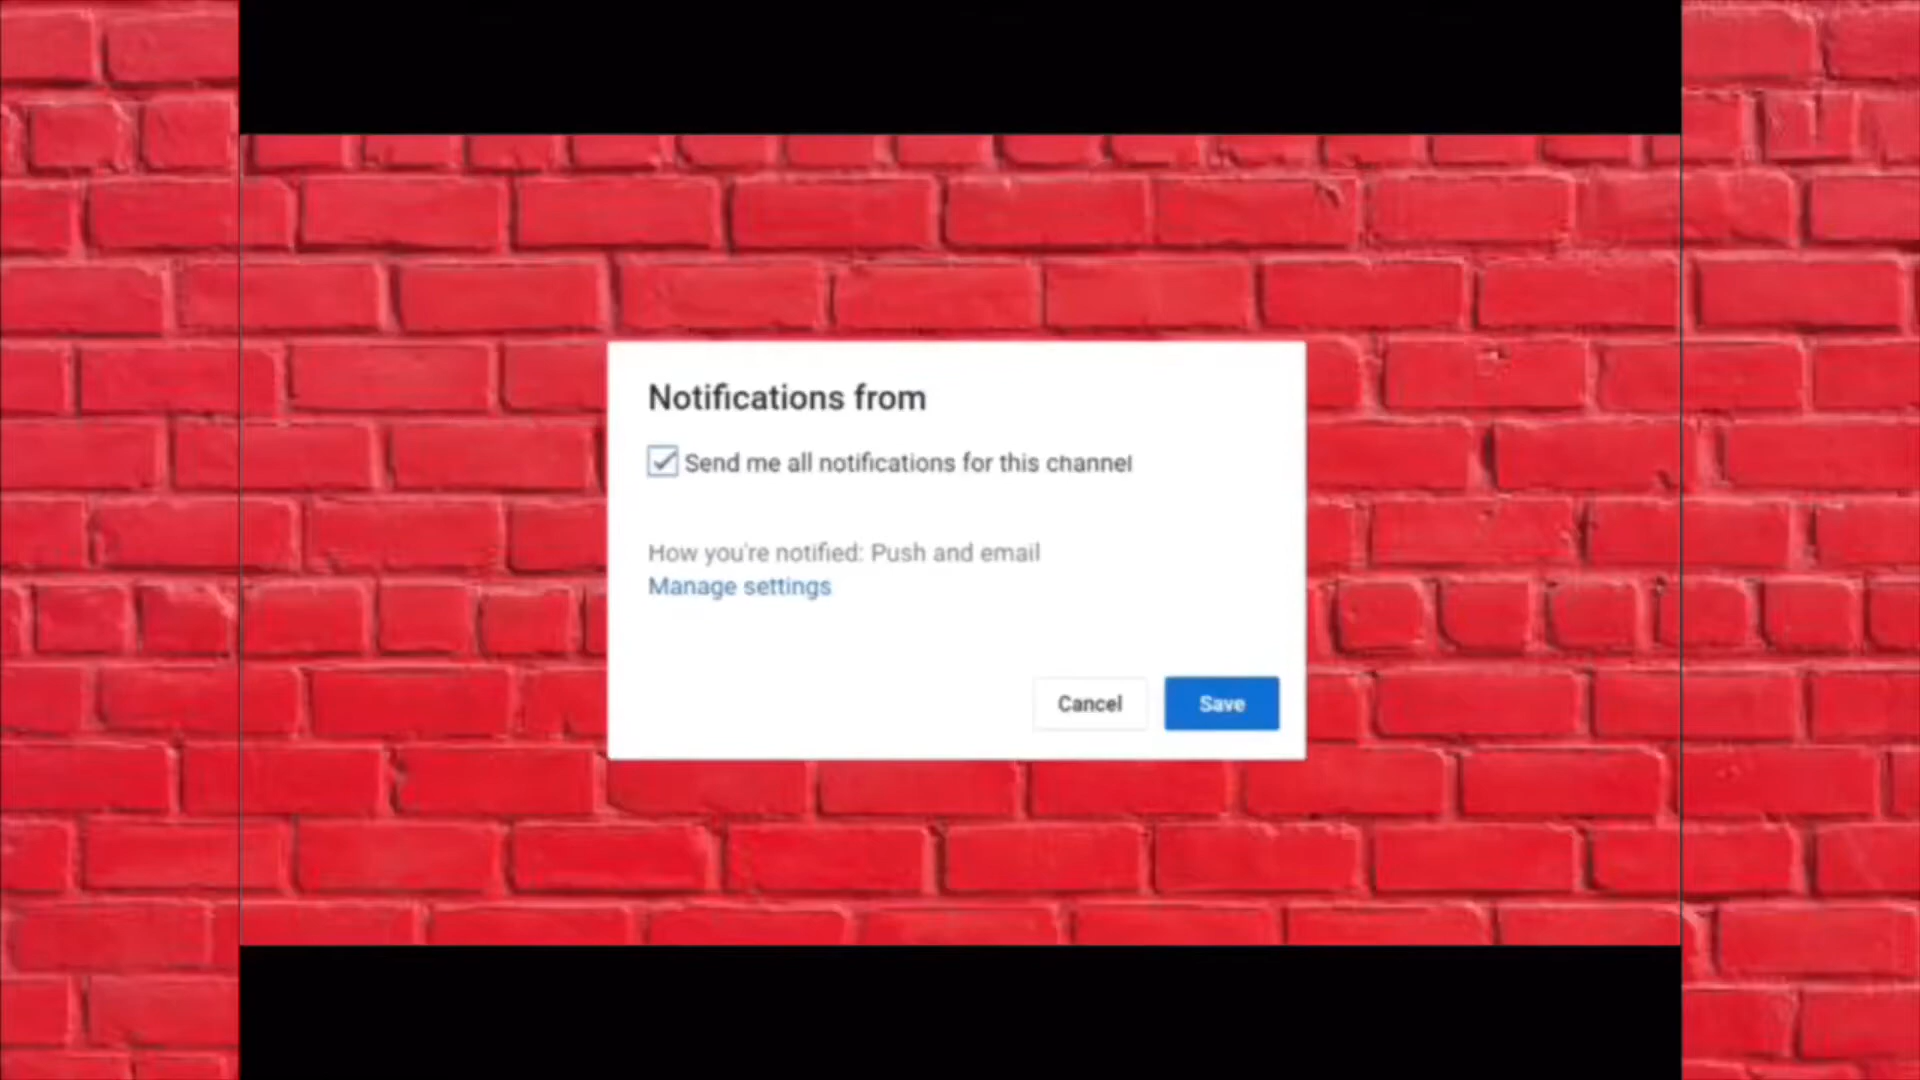 Notifications from
Send me all notifications for this channel
How you're notified: Push and email
Manage settings
Cancel
Save